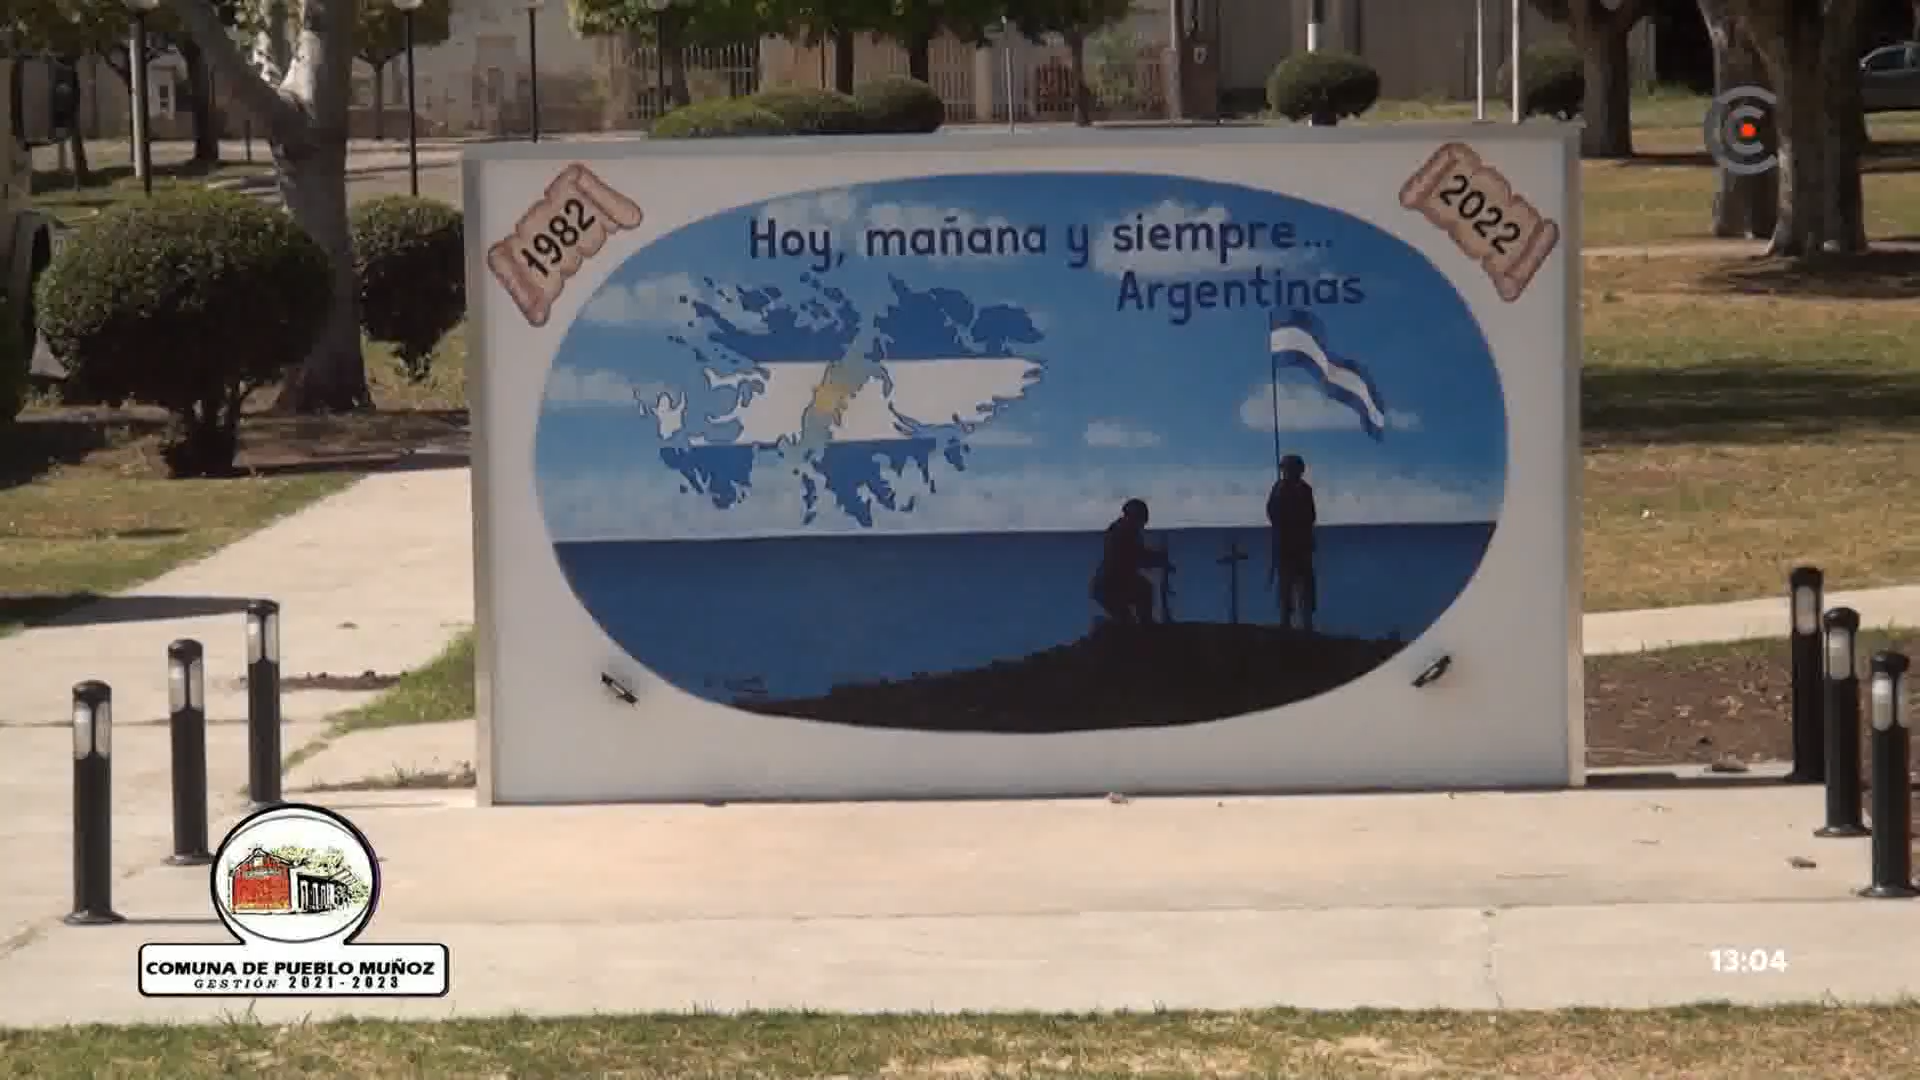 1982
2022
Hoy, mañana y siempre...
Argentinas
COMUNA DE PUEBLO MUÑOZ
GESTIÓN 2021-2023
13:04